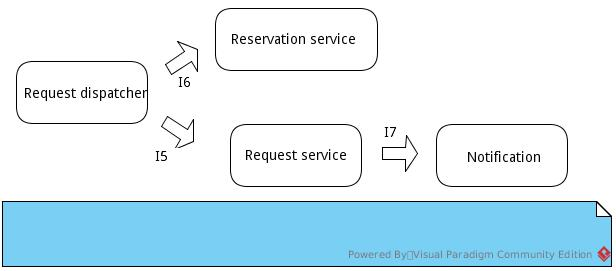 Reservation service
I6
Request dispatcher
I5
Request service
I7
Notification
Powered By Visual Paradigm Community Edition